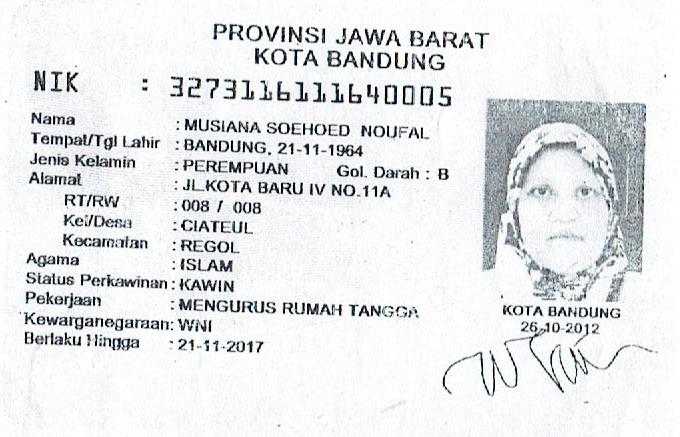 PROVINSI JAWA BARAT
KOTA BANDUNG
NIK : 3273116111640005
Nama : MUSIANA SOEHOED NOUFAL
Tempat/Tgl Lahir : BANDUNG, 21-11-1964
Jenis Kelamin : PEREMPUAN Gol. Darah : B
Alamat : JL.KOTA BARU IV NO.11A
RT/RW : 008 / 008
Kel/Desa : CIATEUL
Kecamatan : REGOL
Agama : ISLAM
Status Perkawinan : KAWIN
Pekerjaan : MENGURUS RUMAH TANGGA
Kewarganegaraan: WNI
Berlaku Hingga : 21-11-2017
KOTA BANDUNG
26-10-2012